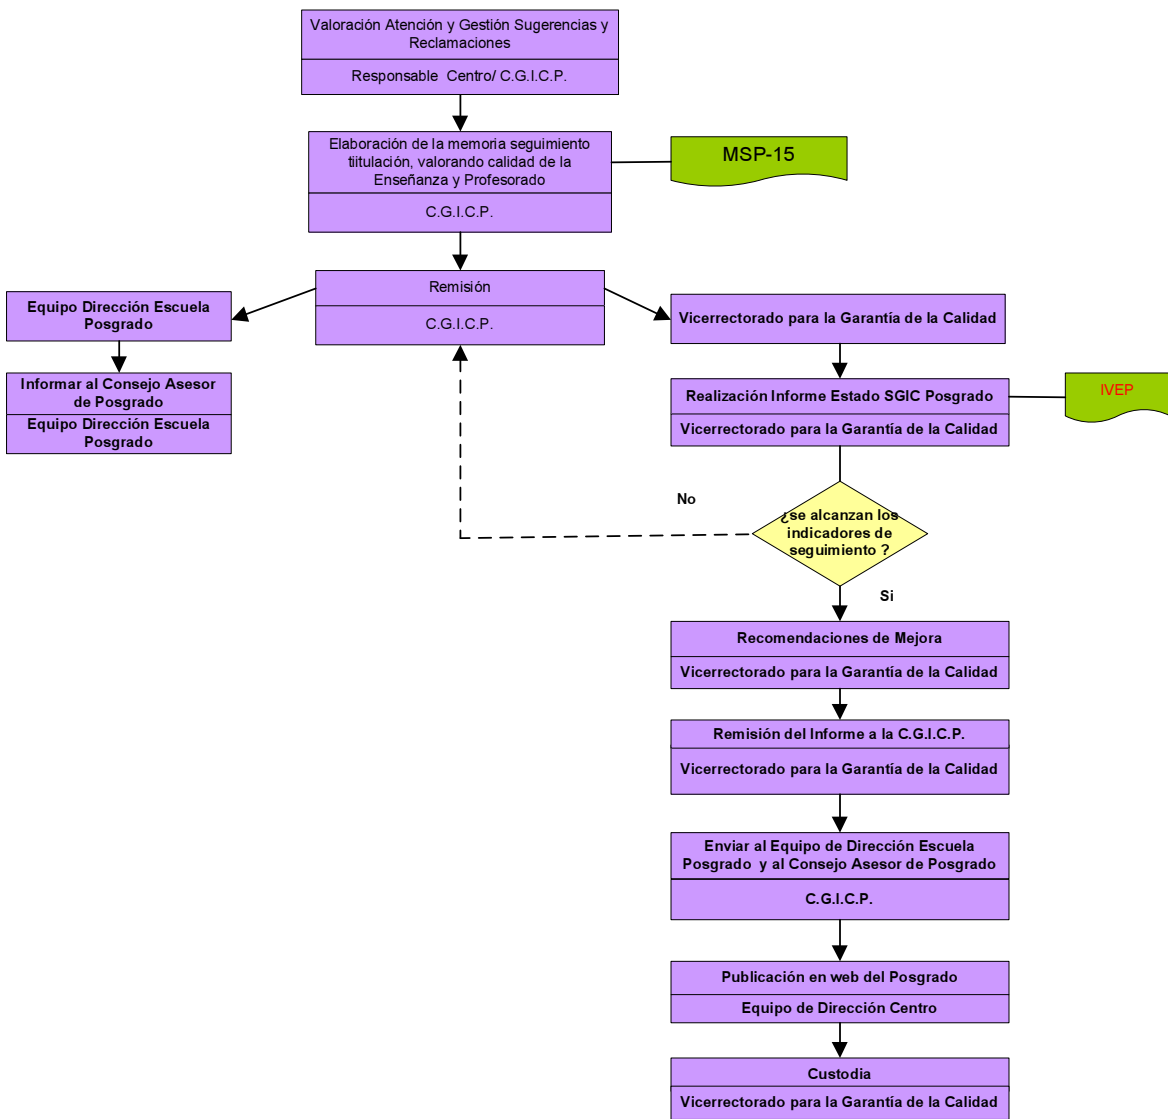 Valoración Atención y Gestión Sugerencias y
Reclamaciones
Responsable Centro/ C.G.I.C.P.
Elaboración de la memoria seguimiento
tiitulación, valorando calidad de la
Enseñanza y Profesorado
C.G.I.C.P.
MSP-15
Remisión
C.G.I.C.P.
Equipo Dirección Escuela
Posgrado
Informar al Consejo Asesor
de Posgrado
Equipo Dirección Escuela
Posgrado
Vicerrectorado para la Garantía de la Calidad
Realización Informe Estado SGIC Posgrado
Vicerrectorado para la Garantía de la Calidad
IVEP
No
¿se alcanzan los
indicadores de
seguimiento ?
Si
Recomendaciones de Mejora
Vicerrectorado para la Garantía de la Calidad
Remisión del Informe a la C.G.I.C.P.
Vicerrectorado para la Garantía de la Calidad
Enviar al Equipo de Dirección Escuela
Posgrado y al Consejo Asesor de Posgrado
C.G.I.C.P.
Publicación en web del Posgrado
Equipo de Dirección Centro
Custodia
Vicerrectorado para la Garantía de la Calidad